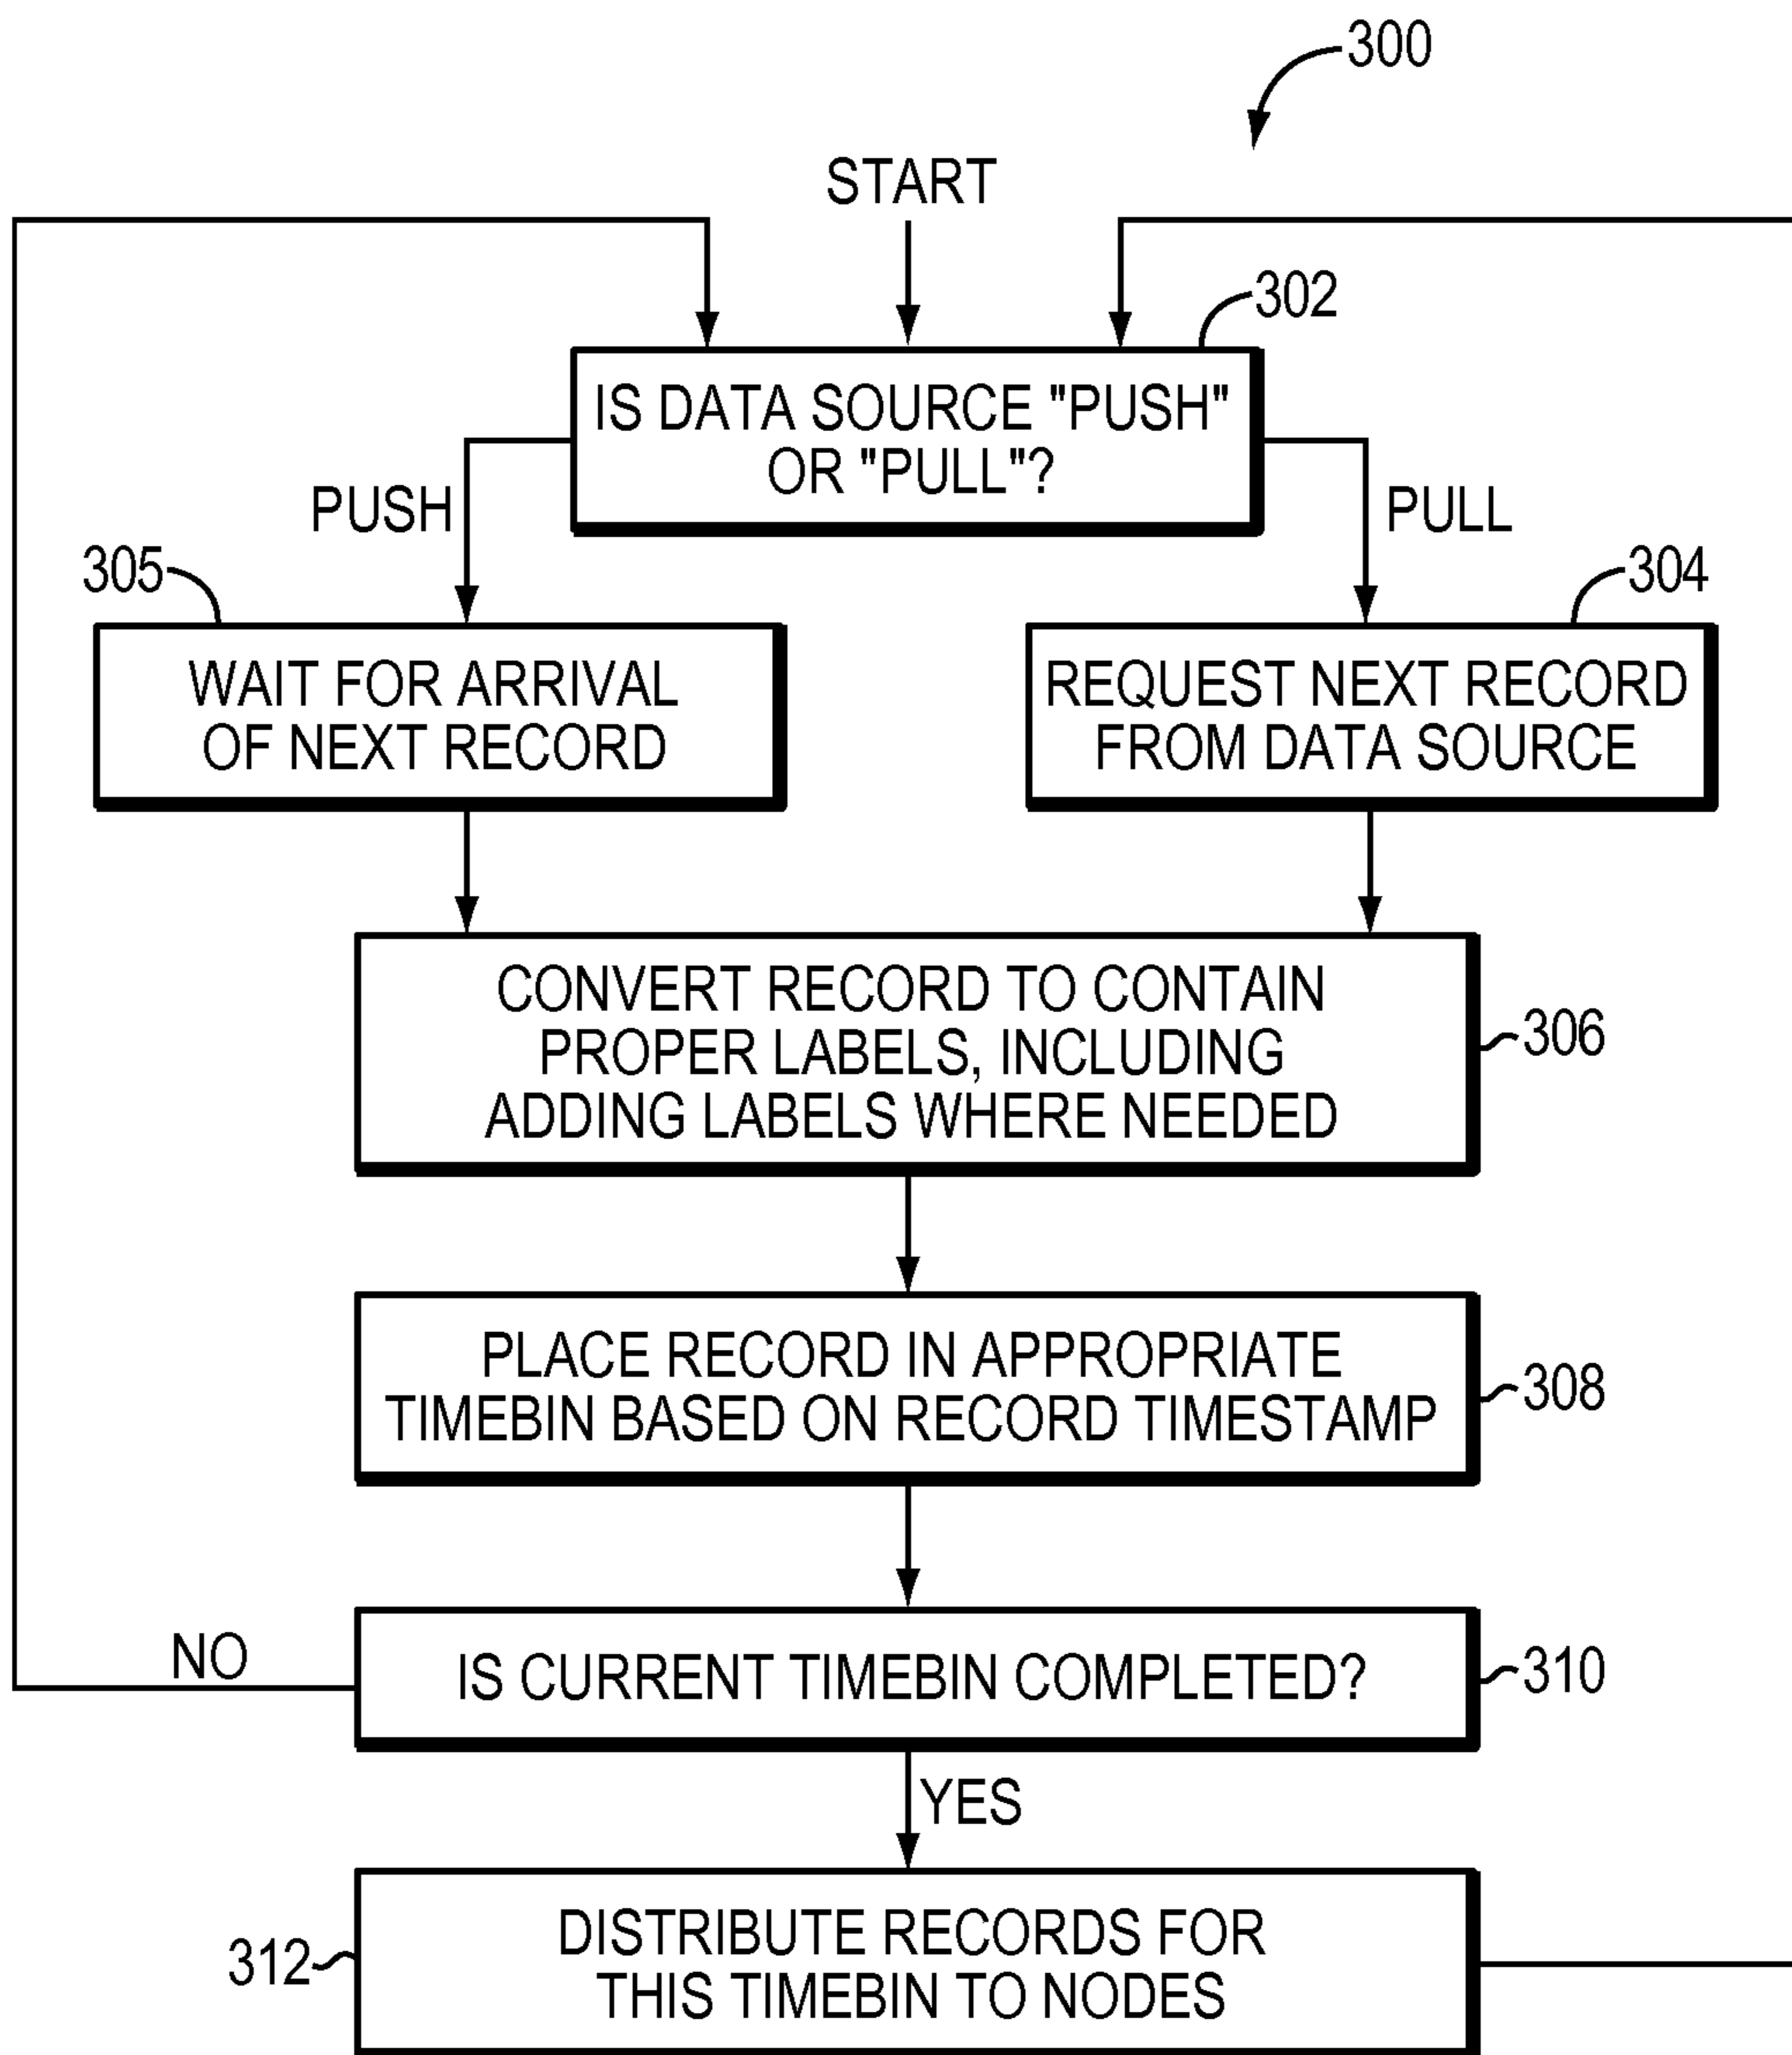 300
START
302
IS DATA SOURCE "PUSH"
OR "PULL"?
PUSH
PULL
305
304
WAIT FOR ARRIVAL
OF NEXT RECORD
REQUEST NEXT RECORD
FROM DATA SOURCE
CONVERT RECORD TO CONTAIN
PROPER LABELS, INCLUDING
ADDING LABELS WHERE NEEDED
306
PLACE RECORD IN APPROPRIATE
TIMEBIN BASED ON RECORD TIMESTAMP
308
NO
IS CURRENT TIMEBIN COMPLETED?
310
YES
312
DISTRIBUTE RECORDS FOR
THIS TIMEBIN TO NODES